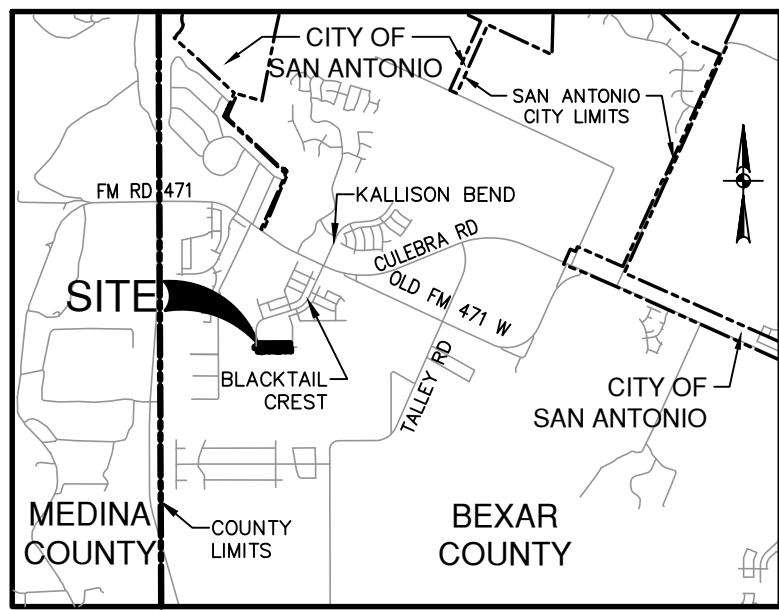 CITY OF
SAN ANTONIO
SAN ANTONIO
CITY LIMITS
FM RD 471
KALLISON BEND
CULEBRA RD
OLD FM 471 W
SITE
TALLEY RD
BLACKTAIL
CREST
CITY OF
SAN ANTONIO
MEDINA
COUNTY
COUNTY
LIMITS
BEXAR
COUNTY